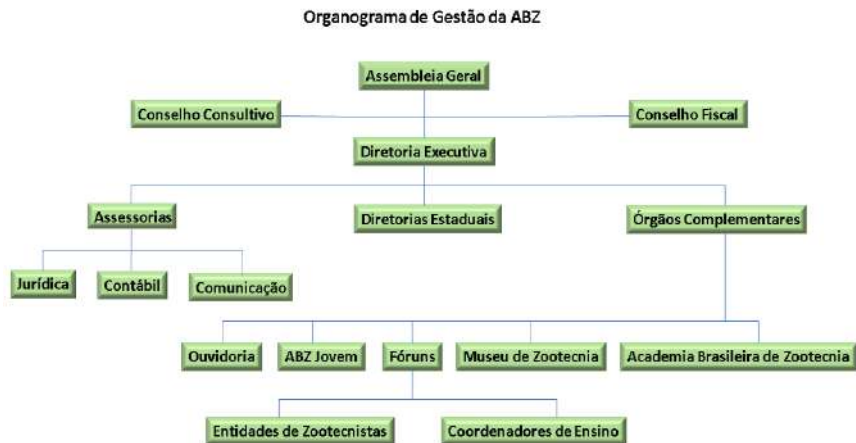 Organograma de Gestão da ABZ
Assembleia Geral
Conselho Consultivo
Conselho Fiscal
Diretoria Executiva
Assessorias
Diretorias Estaduais
Órgãos Complementares
Jurídica
Contábil
Comunicação
Ouvidoria
ABZ Jovem
Fóruns
Museu de Zootecnia
Academia Brasileira de Zootecnia
Entidades de Zootecnistas
Coordenadores de Ensino